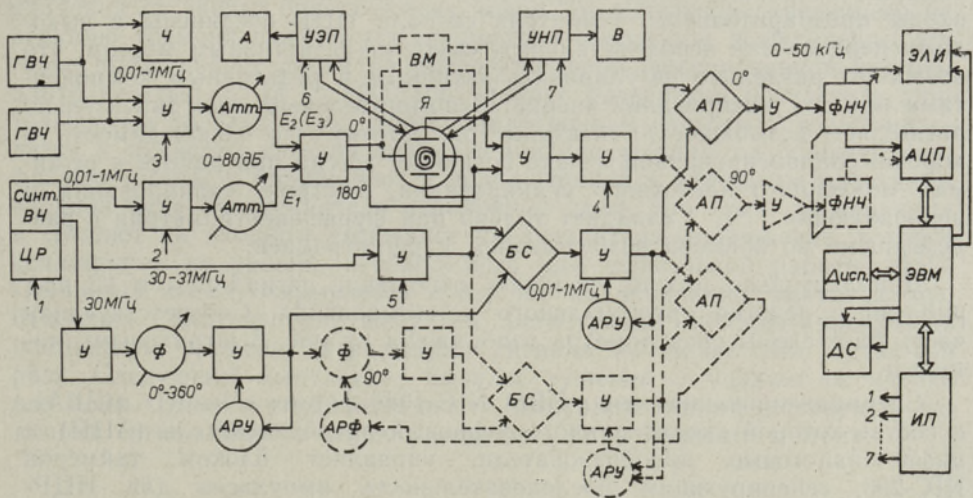 ГВЧ
ГВЧ
Ч
А
УЭП
ВМ
УНП
В
0-50 кГц
ЭЛИ
0,01-1МГц
У
Атт.
E₂(E₃)
6
Я
7
0°
АП
У
ФНЧ
3
0-80дБ
У
0°
180°
У
У
4
90°
АП
У
ФНЧ
АЦП
Синт.
ВЧ
ЦР
0,01-1МГц
У
2
Атт.
E₁
30-31МГц
У
5
БС
У
0,01-1МГц
АП
Дисп.
ЭВМ
1
30МГц
У
Ф
0°-360°
У
АРУ
Ф
90°
АРФ
У
БС
У
АРУ
АРУ
ДС
1
2
7
ИП